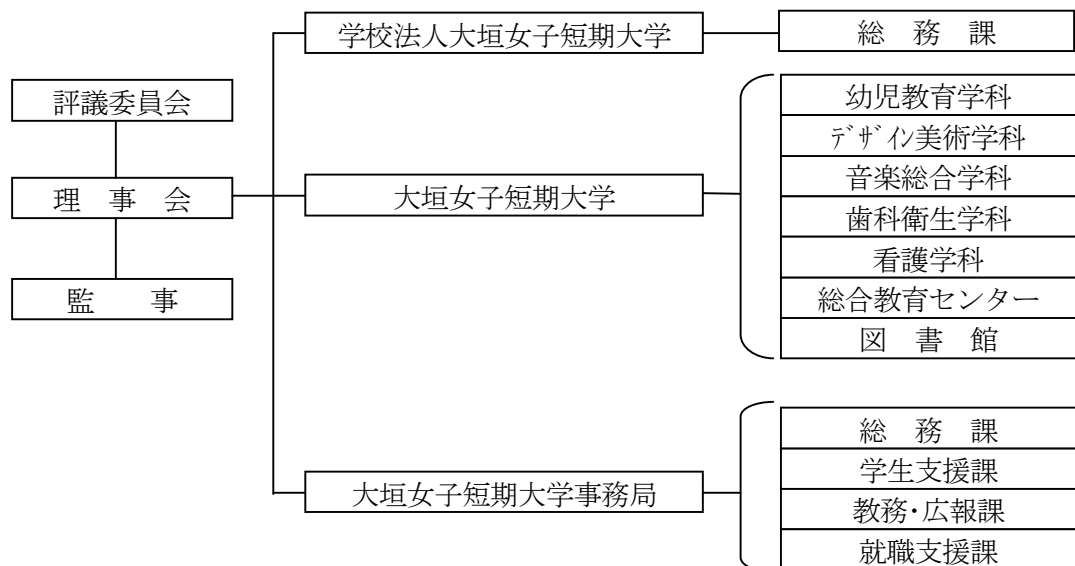 学校法人大垣女子短期大学
総　務　課
評議委員会
理　事　会
監　　事
大垣女子短期大学
幼児教育学科
ﾃﾞｻﾞｲﾝ美術学科
音楽総合学科
歯科衛生学科
看護学科
総合教育センター
図　書　館
大垣女子短期大学事務局
総　務　課
学生支援課
教務・広報課
就職支援課